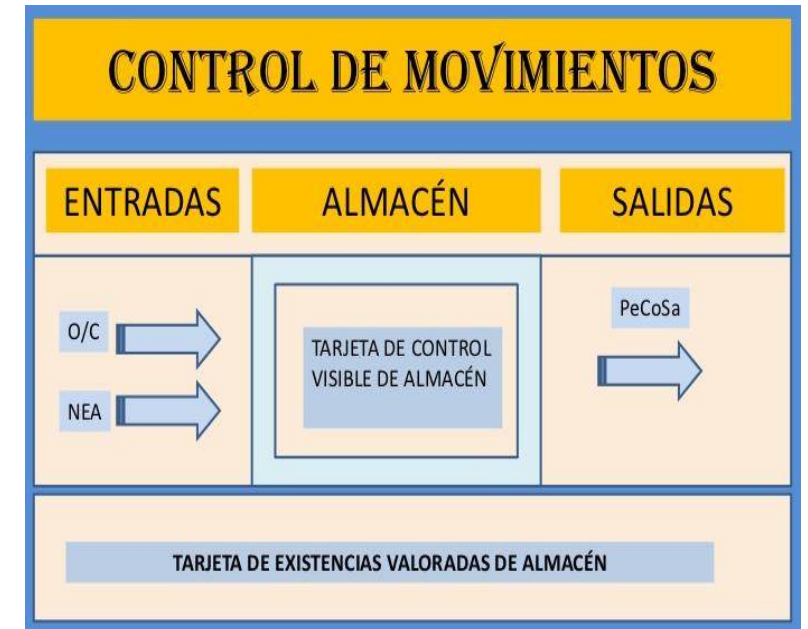 CONTROL DE MOVIMIENTOS
ENTRADAS
ALMACÉN
SALIDAS
O/C
NEA
TARJETA DE CONTROL
VISIBLE DE ALMACÉN
PeCoSa
TARJETA DE EXISTENCIAS VALORADAS DE ALMACÉN